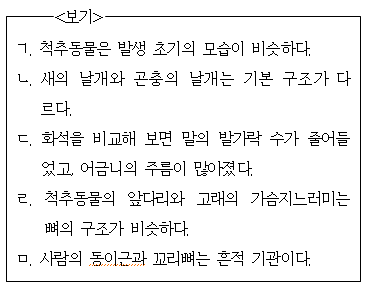 <보기>
ㄱ. 척추동물은 발생 초기의 모습이 비슷하다.
ㄴ. 새의 날개와 곤충의 날개는 기본 구조가 다
르다.
ㄷ. 화석을 비교해 보면 말의 발가락 수가 줄어들
었고, 어금니의 주름이 많아졌다.
ㄹ. 척추동물의 앞다리와 고래의 가슴지느러미는
뼈의 구조가 비슷하다.
ㅁ. 사람의 동이근과 꼬리뼈는 흔적 기관이다.